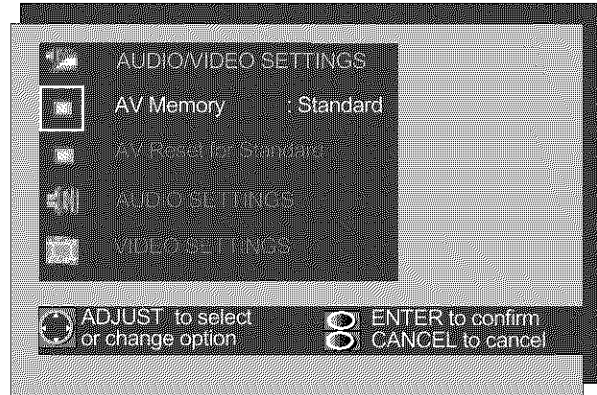 AUDIO/VIDEO SETTINGS
AV Memory : Standard
AV Reset for Standard
AUDIO SETTINGS
VIDEO SETTINGS
ADJUST to select
or change option
ENTER to confirm
CANCEL to cancel